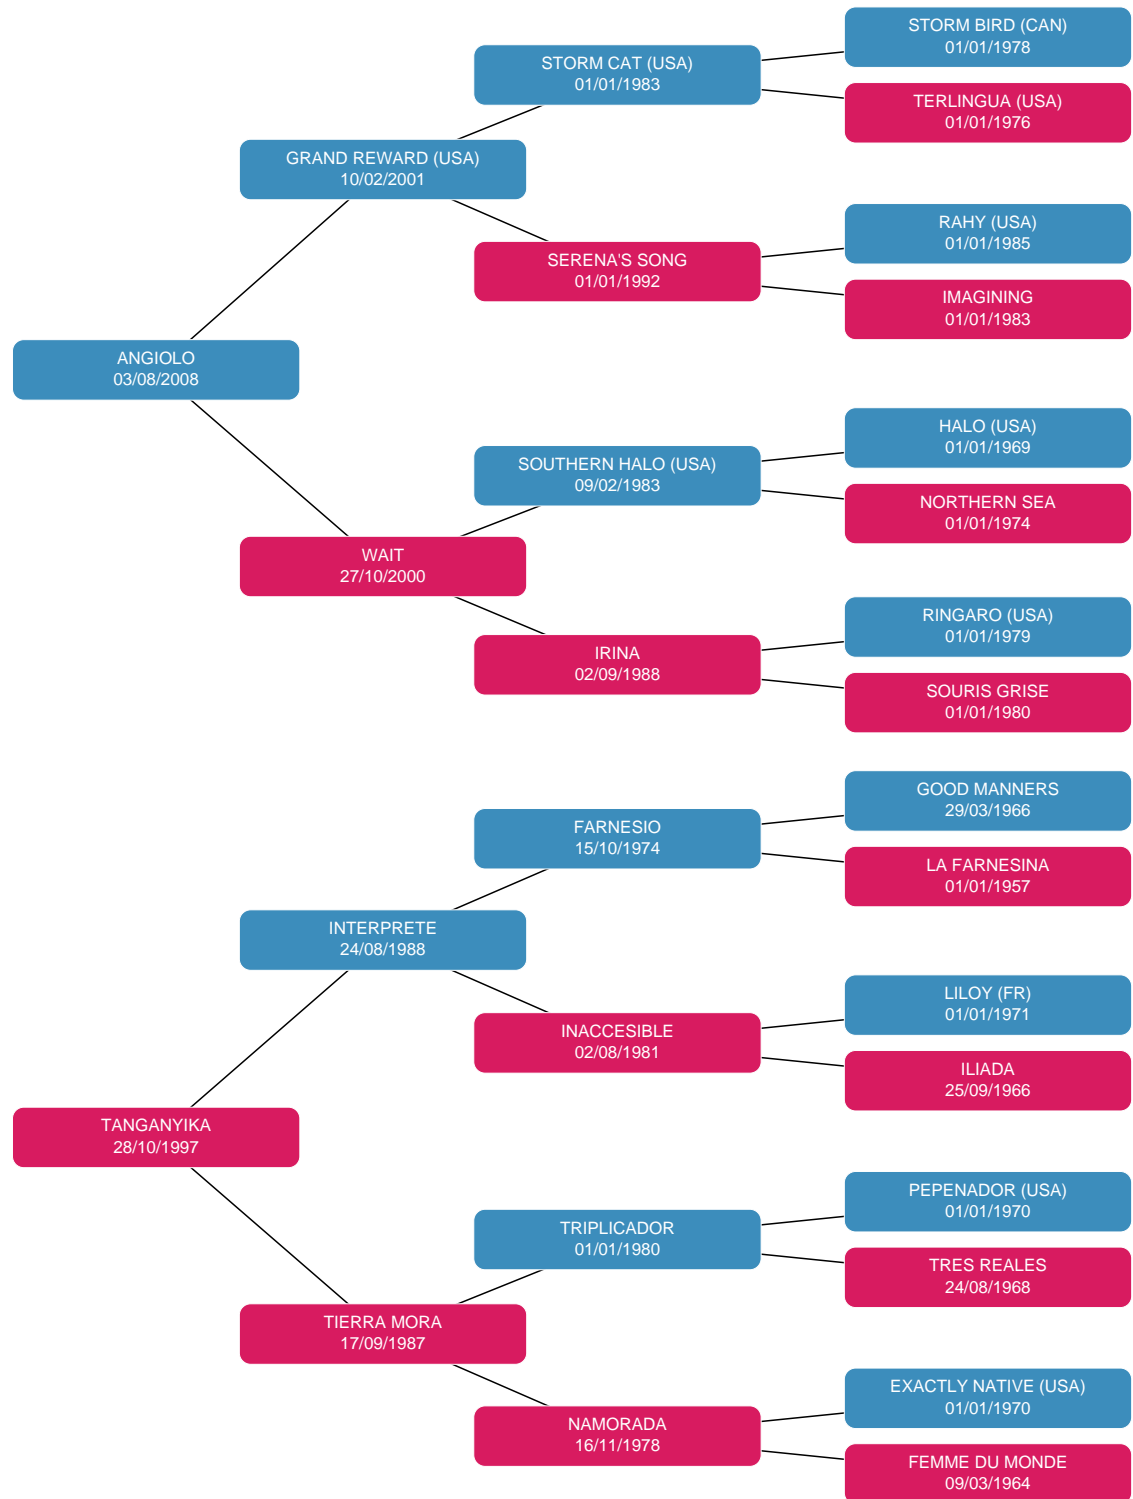 STORM BIRD (CAN)
01/01/1978
STORM CAT (USA)
01/01/1983
TERLINGUA (USA)
01/01/1976
GRAND REWARD (USA)
10/02/2001
RAHY (USA)
01/01/1985
SERENA'S SONG
01/01/1992
IMAGINING
01/01/1983
ANGIOLO
03/08/2008
HALO (USA)
01/01/1969
SOUTHERN HALO (USA)
09/02/1983
NORTHERN SEA
01/01/1974
WAIT
27/10/2000
RINGARO (USA)
01/01/1979
IRINA
02/09/1988
SOURIS GRISE
01/01/1980
GOOD MANNERS
29/03/1966
FARNESIO
15/10/1974
LA FARNESINA
01/01/1957
INTERPRETE
24/08/1988
LILOY (FR)
01/01/1971
INACCESIBLE
02/08/1981
ILIADA
25/09/1966
TANGANYIKA
28/10/1997
PEPENADOR (USA)
01/01/1970
TRIPLICADOR
01/01/1980
TRES REALES
24/08/1968
TIERRA MORA
17/09/1987
EXACTLY NATIVE (USA)
01/01/1970
NAMORADA
16/11/1978
FEMME DU MONDE
09/03/1964